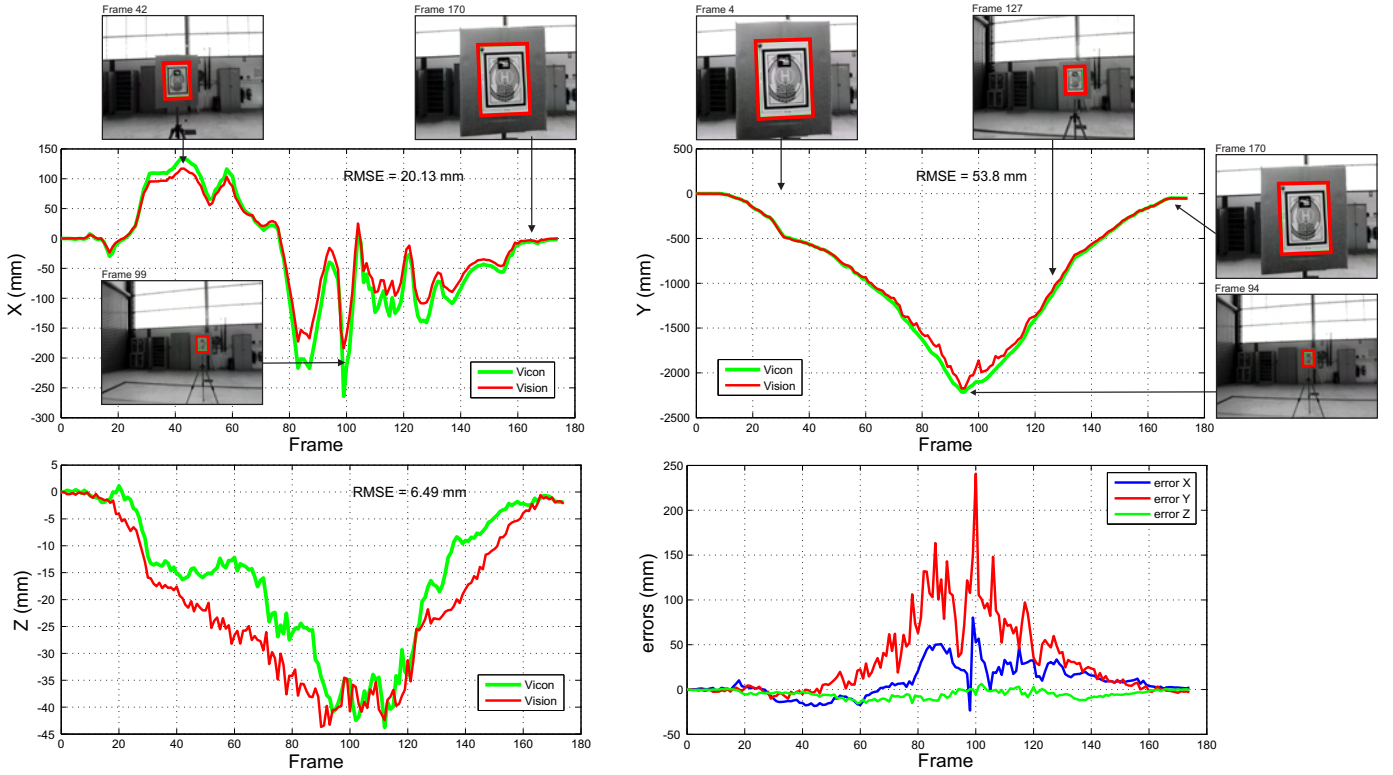 Frame 42
Frame 170
Frame 4
Frame 127
150
100
50
0
-50
-100
-150
-200
-250
-300
X (mm)
RMSE = 20.13 mm
Frame 99
Vicon
Vision
0 20 40 60 80 100 120 140 160 180
Frame
500
0
-500
-1000
-1500
-2000
-2500
Y (mm)
RMSE = 53.8 mm
Frame 170
Frame 94
Vicon
Vision
0 20 40 60 80 100 120 140 160 180
Frame
5
0
-5
-10
-15
-20
-25
-30
-35
-40
-45
Z (mm)
RMSE = 6.49 mm
Vicon
Vision
0 20 40 60 80 100 120 140 160 180
Frame
250
200
150
100
50
0
-50
errors (mm)
error X
error Y
error Z
0 20 40 60 80 100 120 140 160 180
Frame
H
H
H